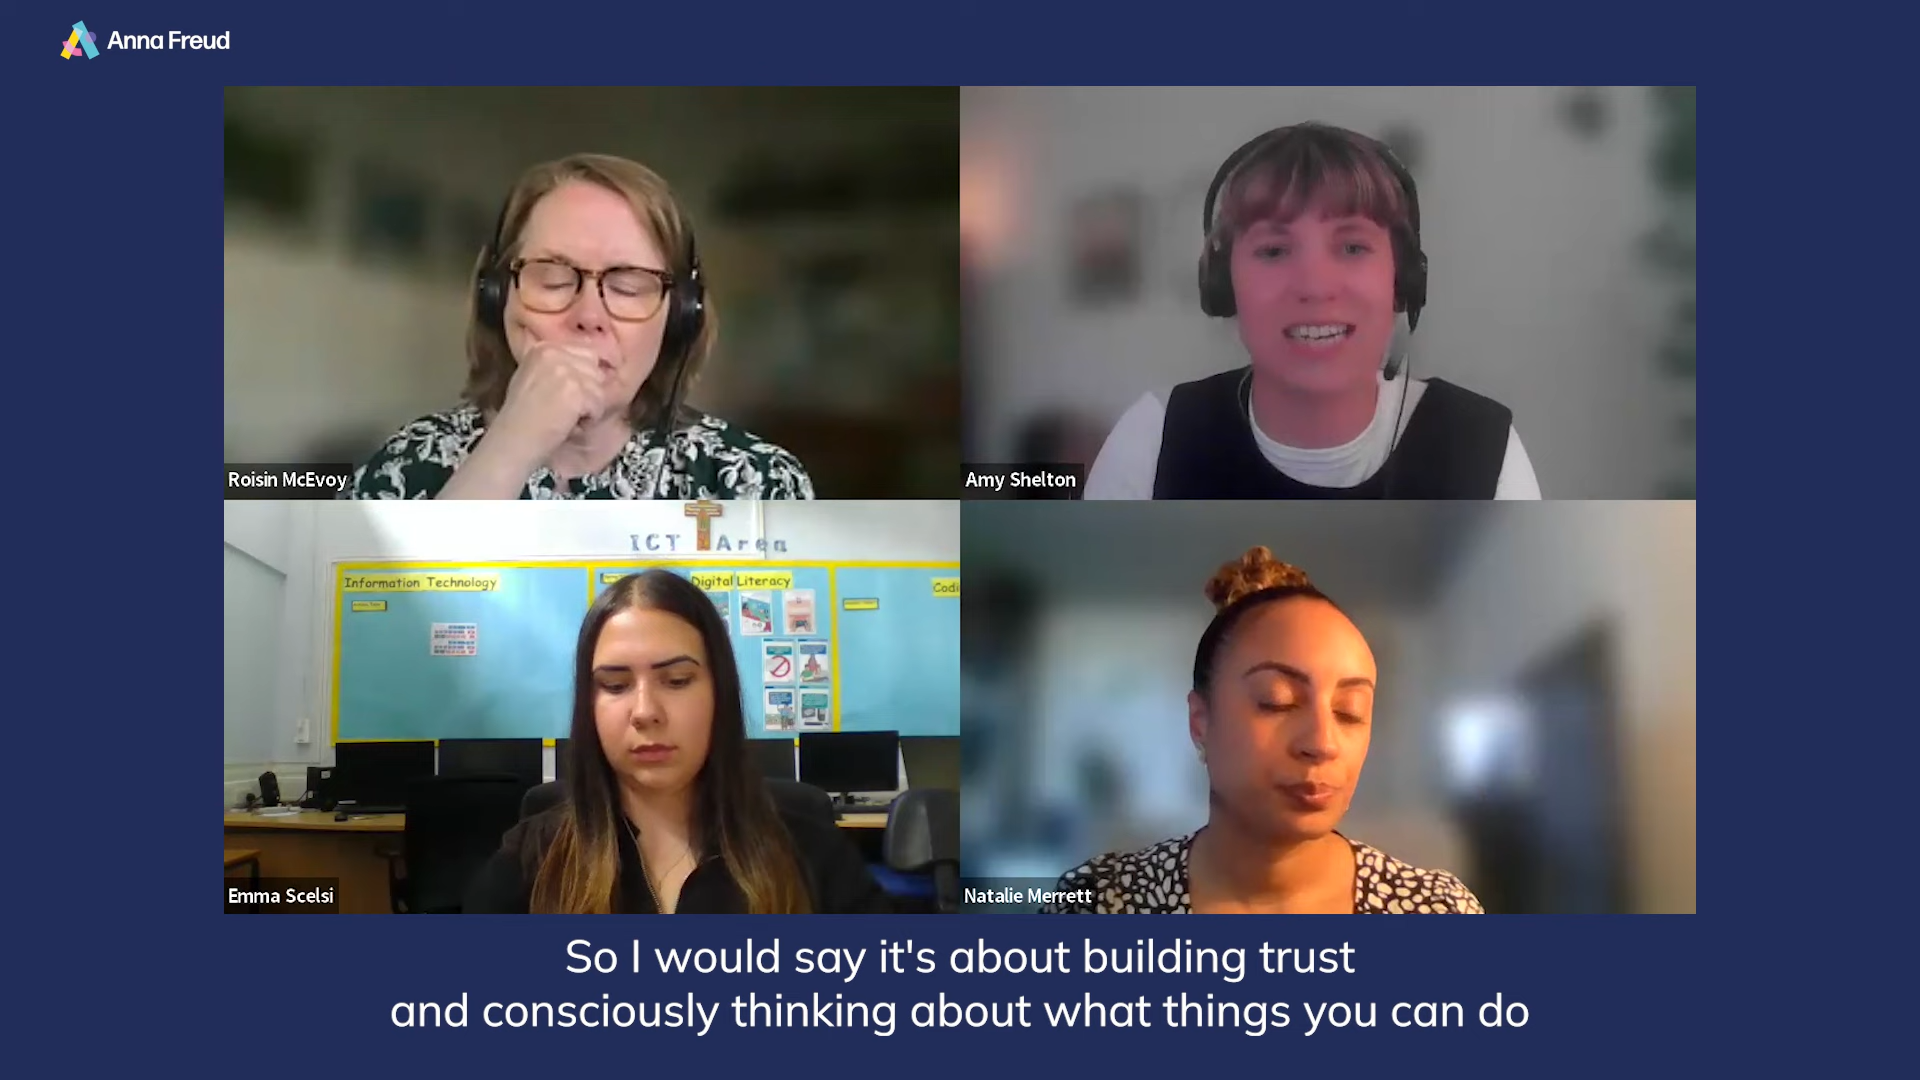 Anna Freud
Roisin McEvoy
Amy Shelton
ICT Area
Information Technology
Digital Literacy
Emma Scelsi
Natalie Merrett
So I would say it's about building trust
and consciously thinking about what things you can do